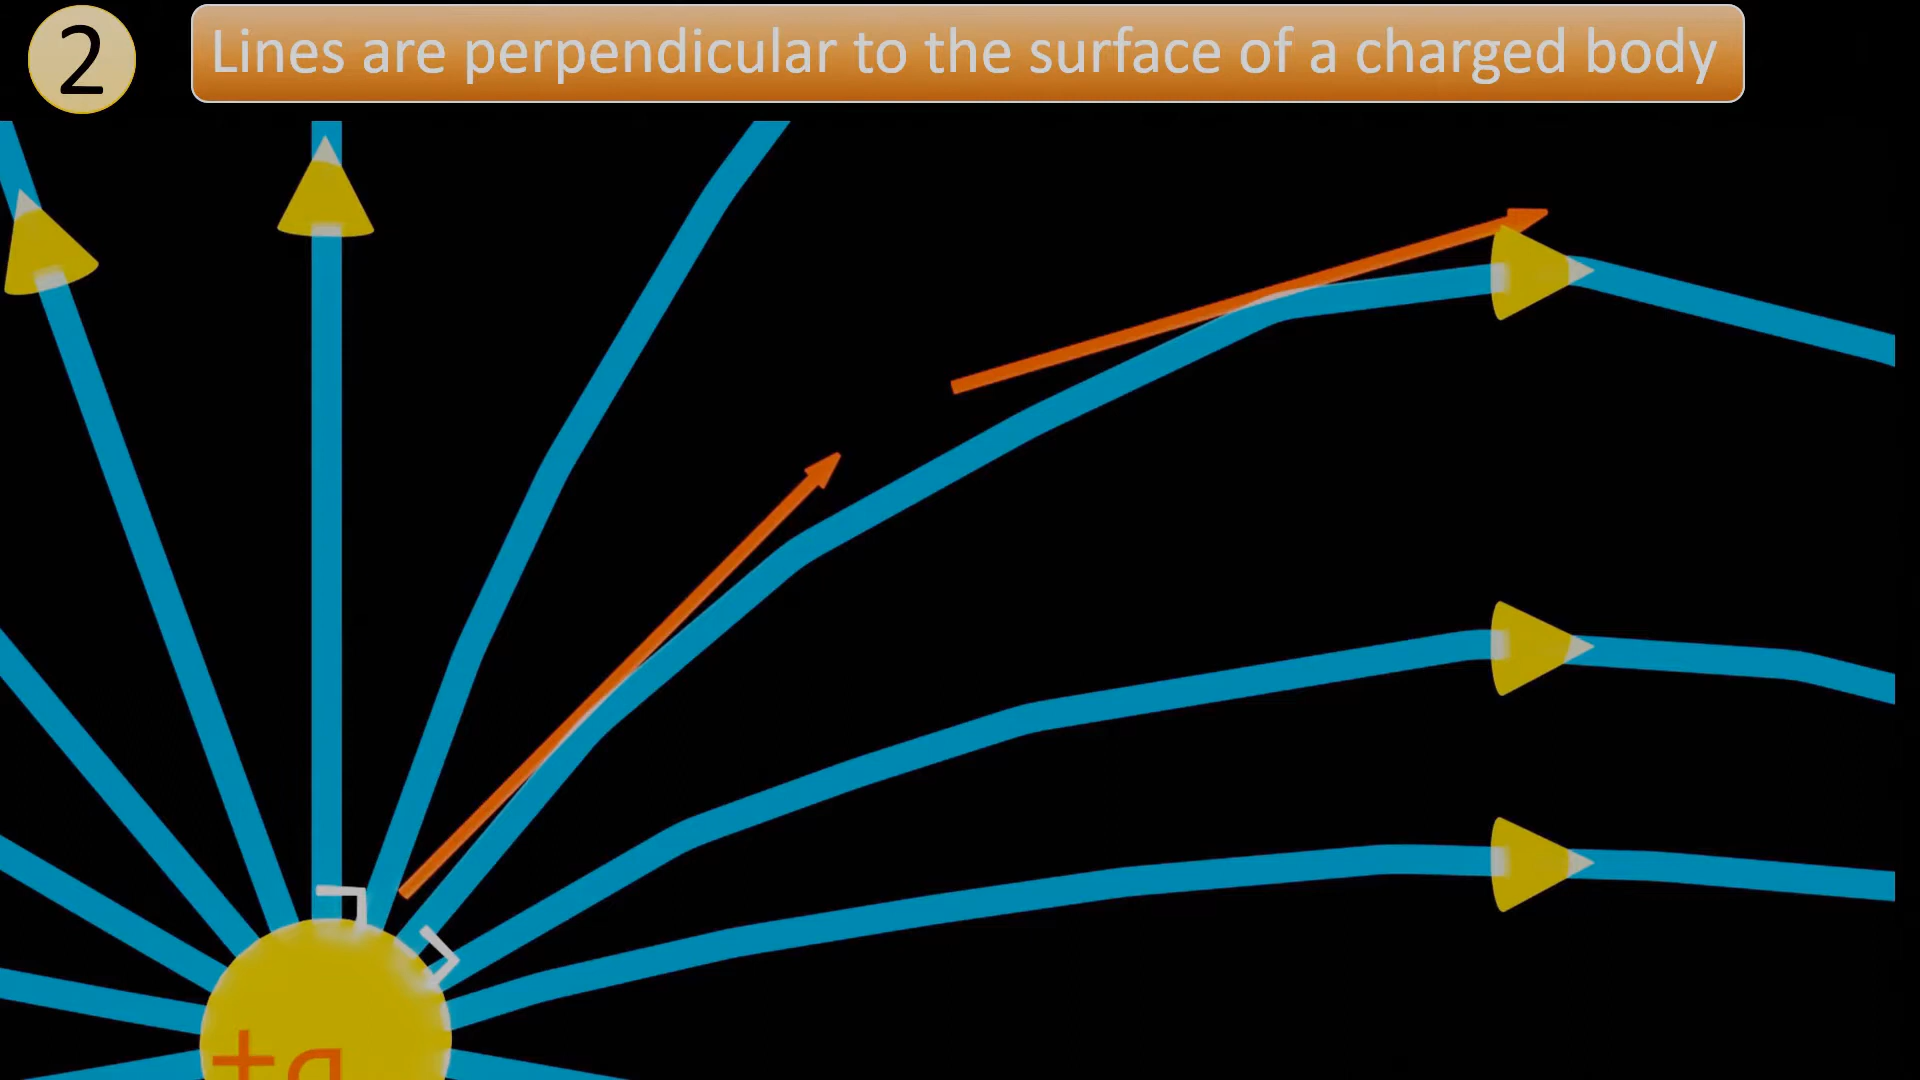 2
Lines are perpendicular to the surface of a charged body
+q